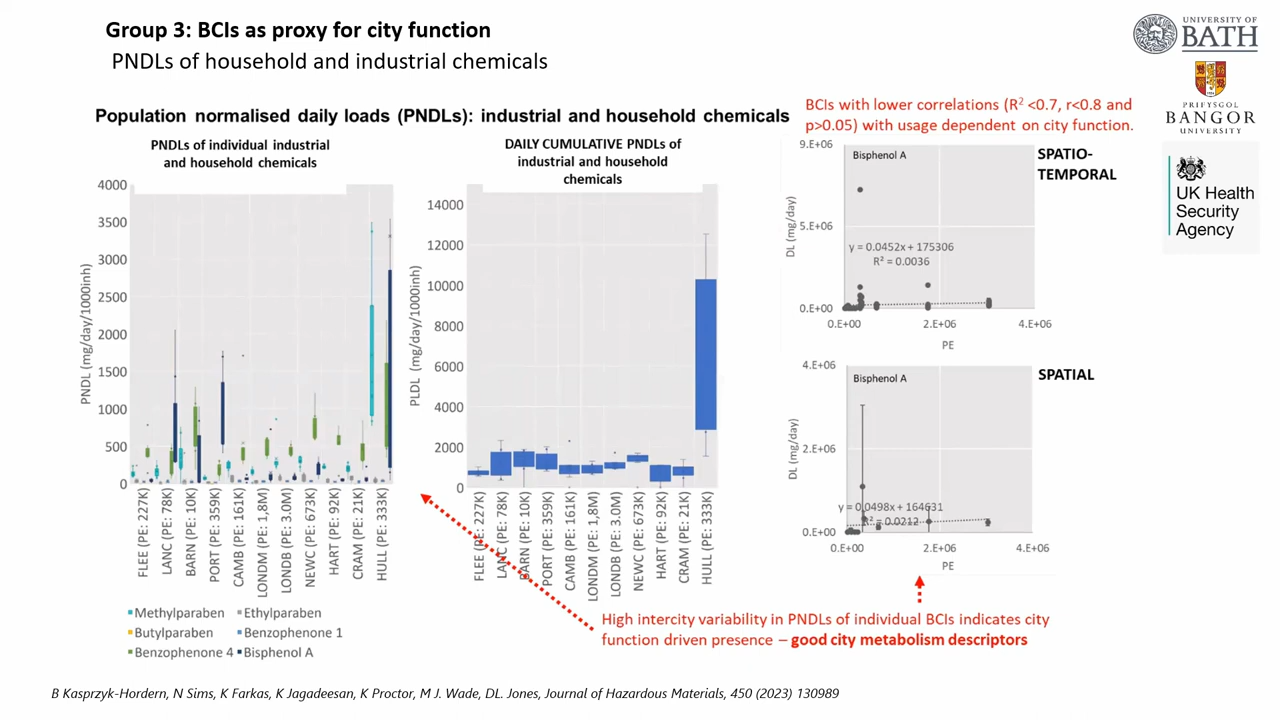 Group 3: BCIs as proxy for city function
PNDLs of household and industrial chemicals
UNIVERSITY OF
BATH
PRIFYSGOL
BANGOR
UNIVERSITY
UK Health
Security
Agency
Population normalised daily loads (PNDLs): industrial and household chemicals
PNDLs of individual industrial
and household chemicals
PNDL (mg/day/1000inh)
4000
3500
3000
2500
2000
1500
1000
500
0
FLEE (PE: 227K)
LANC (PE: 78K)
BARN (PE: 10K)
PORT (PE: 359K)
CAMB (PE: 161K)
LONDM (PE: 1,8M)
LONDB (PE: 3.0M)
NEWC (PE: 673K)
HART (PE: 92K)
CRAM (PE: 21K)
HULL (PE: 333K)
Methylparaben
Ethylparaben
Butylparaben
Benzophenone 1
Benzophenone 4
Bisphenol A
DAILY CUMULATIVE PNDLs of
industrial and household
chemicals
PLDL (mg/day/1000inh)
14000
12000
10000
8000
6000
4000
2000
0
FLEE (PE: 227K)
LANC (PE: 78K)
BARN (PE: 10K)
PORT (PE: 359K)
CAMB (PE: 161K)
LONDM (PE: 1,8M)
LONDB (PE: 3.0M)
NEWC (PE: 673K)
HART (PE: 92K)
CRAM (PE: 21K)
HULL (PE: 333K)
BCIs with lower correlations (R² <0.7, r<0.8 and
p>0.05) with usage dependent on city function.
9.E+06
Bisphenol A
SPATIO-
TEMPORAL
DL (mg/day)
5.E+06
y = 0.0452x + 175306
R² = 0.0036
0.E+00
0.E+00
2.E+06
4.E+06
PE
4.E+06
Bisphenol A
SPATIAL
DL (mg/day)
2.E+06
y = 0.0498x + 164631
R² = 0.0212
0.E+00
0.E+00
2.E+06
4.E+06
PE
High intercity variability in PNDLs of individual BCIs indicates city
function driven presence – good city metabolism descriptors
B Kasprzyk-Hordern, N Sims, K Farkas, K Jagadeesan, K Proctor, M J. Wade, DL. Jones, Journal of Hazardous Materials, 450 (2023) 130989